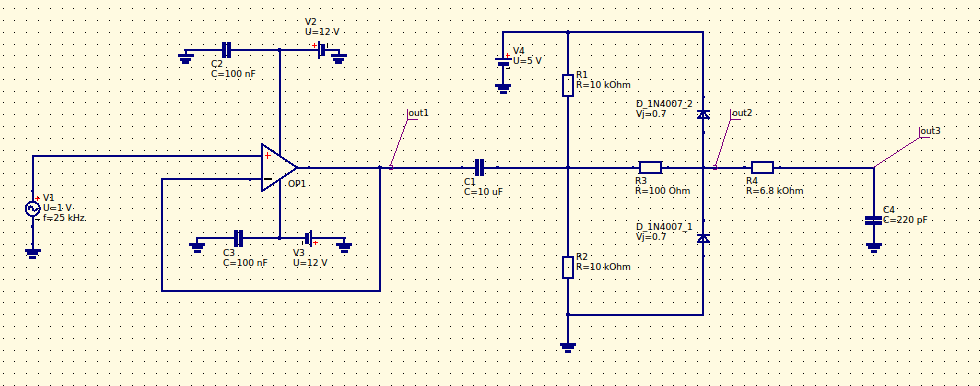 V2
U=12 V
C2
C=100 nF
V4
U=5 V
R1
R=10 kOhm
D_1N4007_2
Vj=0.7
out1
out2
out3
OP1
C1
C=10 uF
R3
R=100 Ohm
R4
R=6.8 kOhm
V1
U=1 V
f=25 kHz
C3
C=100 nF
V3
U=12 V
D_1N4007_1
Vj=0.7
C4
C=220 pF
R2
R=10 kOhm